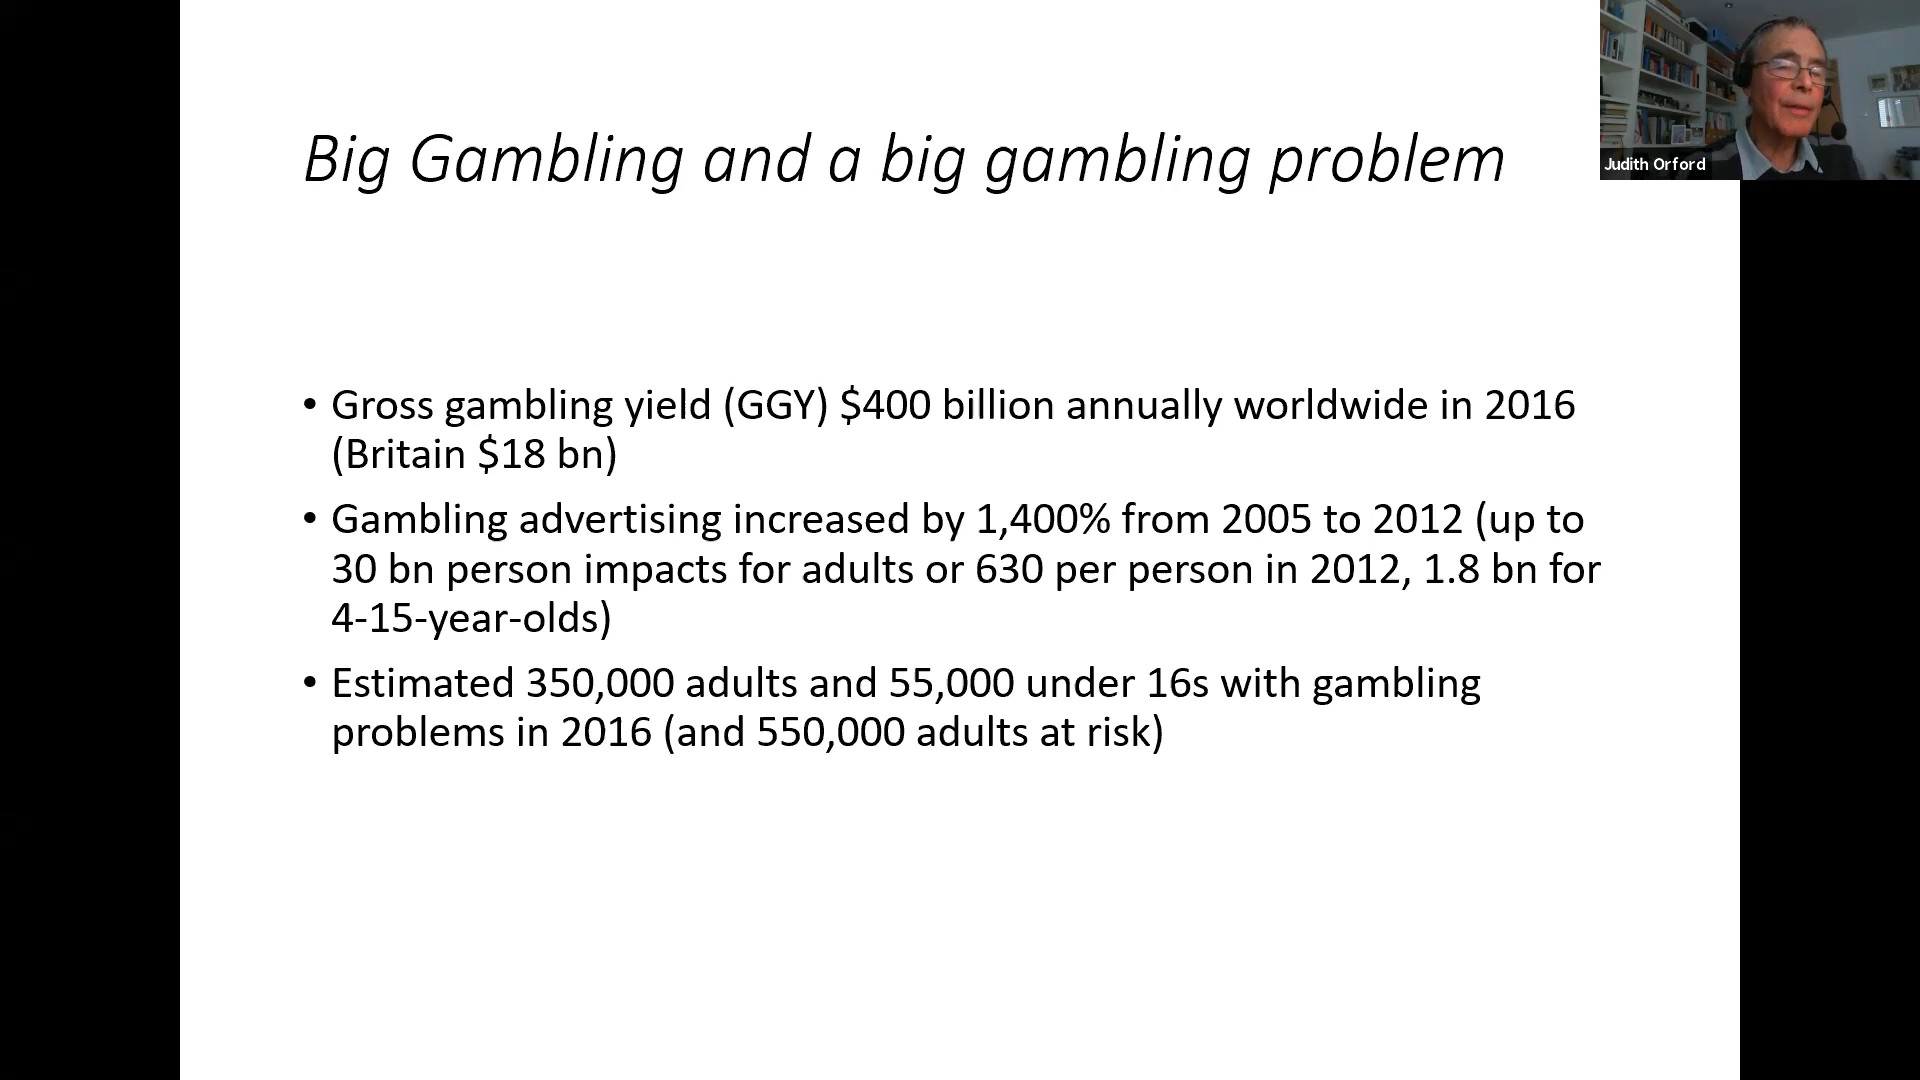 Big Gambling and a big gambling problem
Judith Orford
• Gross gambling yield (GGY) $400 billion annually worldwide in 2016
(Britain $18 bn)
• Gambling advertising increased by 1,400% from 2005 to 2012 (up to
30 bn person impacts for adults or 630 per person in 2012, 1.8 bn for
4-15-year-olds)
• Estimated 350,000 adults and 55,000 under 16s with gambling
problems in 2016 (and 550,000 adults at risk)